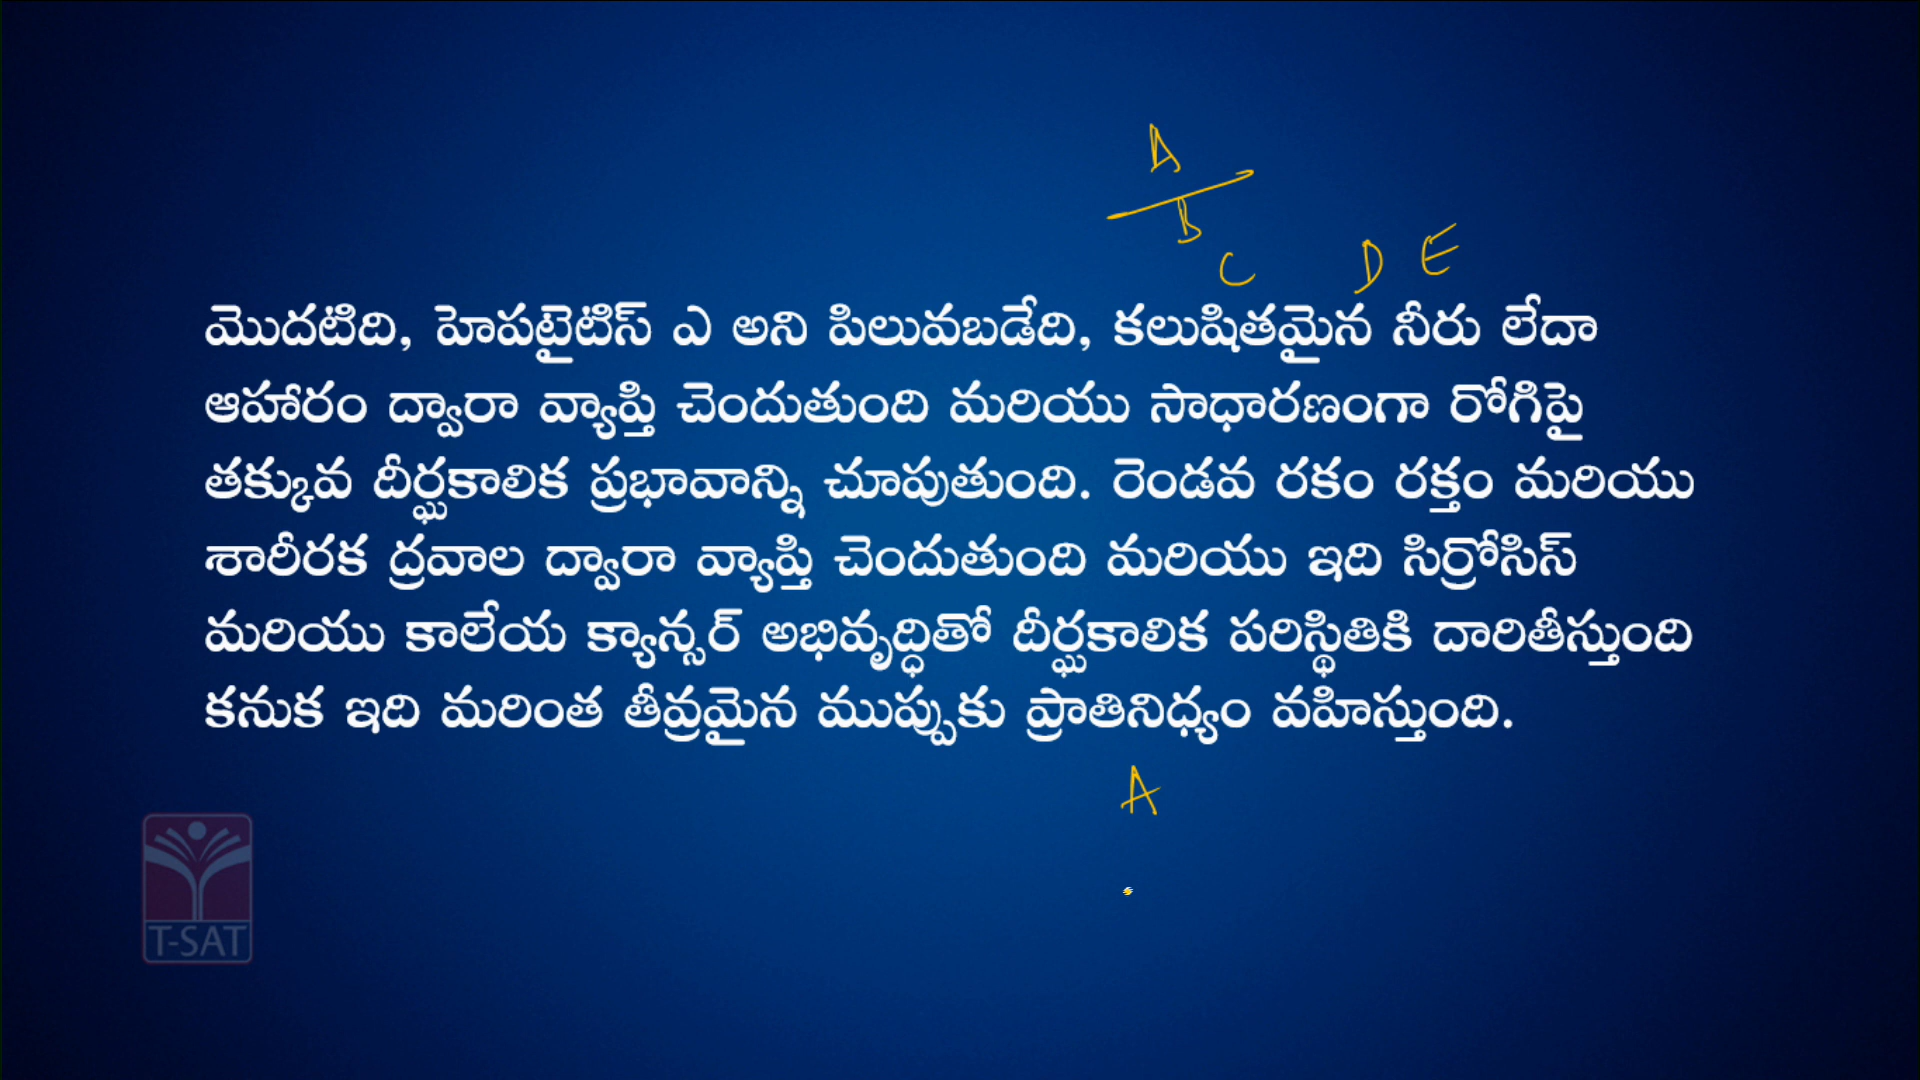 A
B
C D E
మొదటిది, హెపటైటిస్ ఎ అని పిలువబడేది, కలుషితమైన నీరు లేదా
ఆహారం ద్వారా వ్యాప్తి చెందుతుంది మరియు సాధారణంగా రోగిపై
తక్కువ దీర్ఘకాలిక ప్రభావాన్ని చూపుతుంది. రెండవ రకం రక్తం మరియు
శారీరక ద్రవాల ద్వారా వ్యాప్తి చెందుతుంది మరియు ఇది సిర్రోసిస్
మరియు కాలేయ క్యాన్సర్ అభివృద్ధితో దీర్ఘకాలిక పరిస్థితికి దారితీస్తుంది
కనుక ఇది మరింత తీవ్రమైన ముప్పుకు ప్రాతినిధ్యం వహిస్తుంది.
A
T-SAT